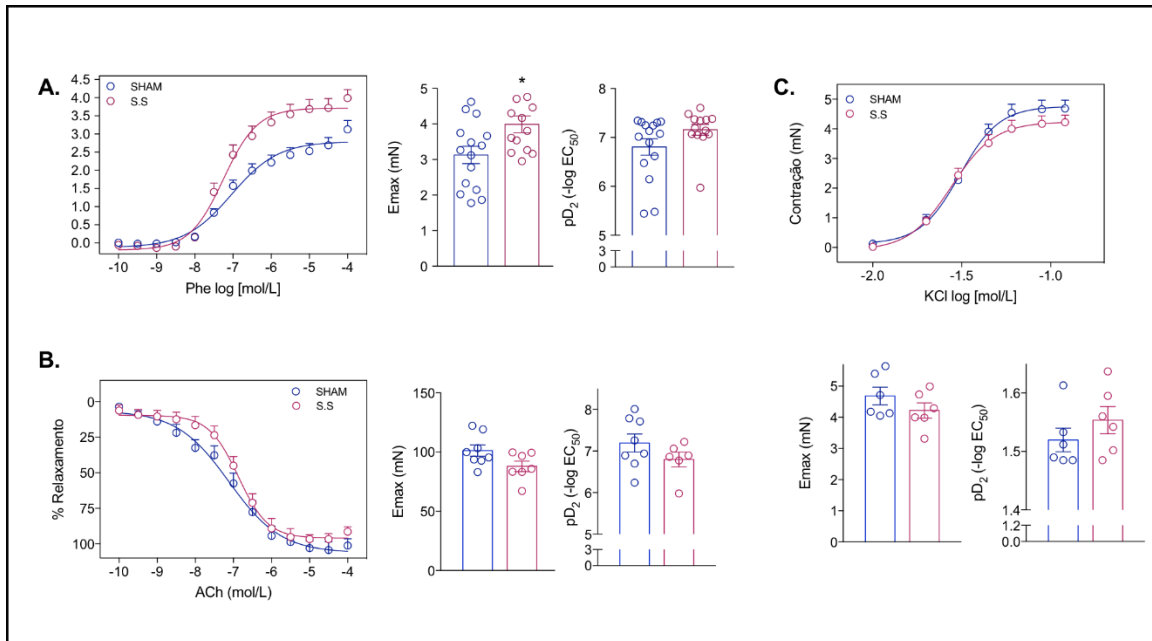 A.
SHAM
S.S
4.5
4.0
3.5
3.0
2.5
2.0
1.5
1.0
0.5
0.0
-10 -9 -8 -7 -6 -5 -4
Phe log [mol/L]
*
Emax (mN)
5
4
3
2
1
0
pD2 (-log EC50)
8
7
6
5
3
0
C.
SHAM
S.S
Contração (mN)
5
4
3
2
1
0
-2.0 -1.5 -1.0
KCl log [mol/L]
B.
SHAM
S.S
% Relaxamento
0
25
50
75
100
-10 -9 -8 -7 -6 -5 -4
ACh (mol/L)
Emax (mN)
150
100
50
0
pD2 (-log EC50)
8
7
6
5
3
0
Emax (mN)
5
4
3
2
1
0
pD2 (-log EC50)
1.6
1.5
1.4
1.2
0.0